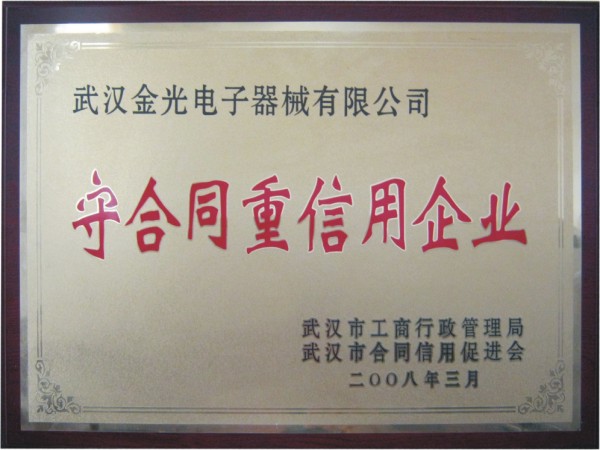 武汉金光电子器械有限公司
守合同重信用企业
武汉市工商行政管理局
武汉市合同信用促进会
二〇〇八年三月